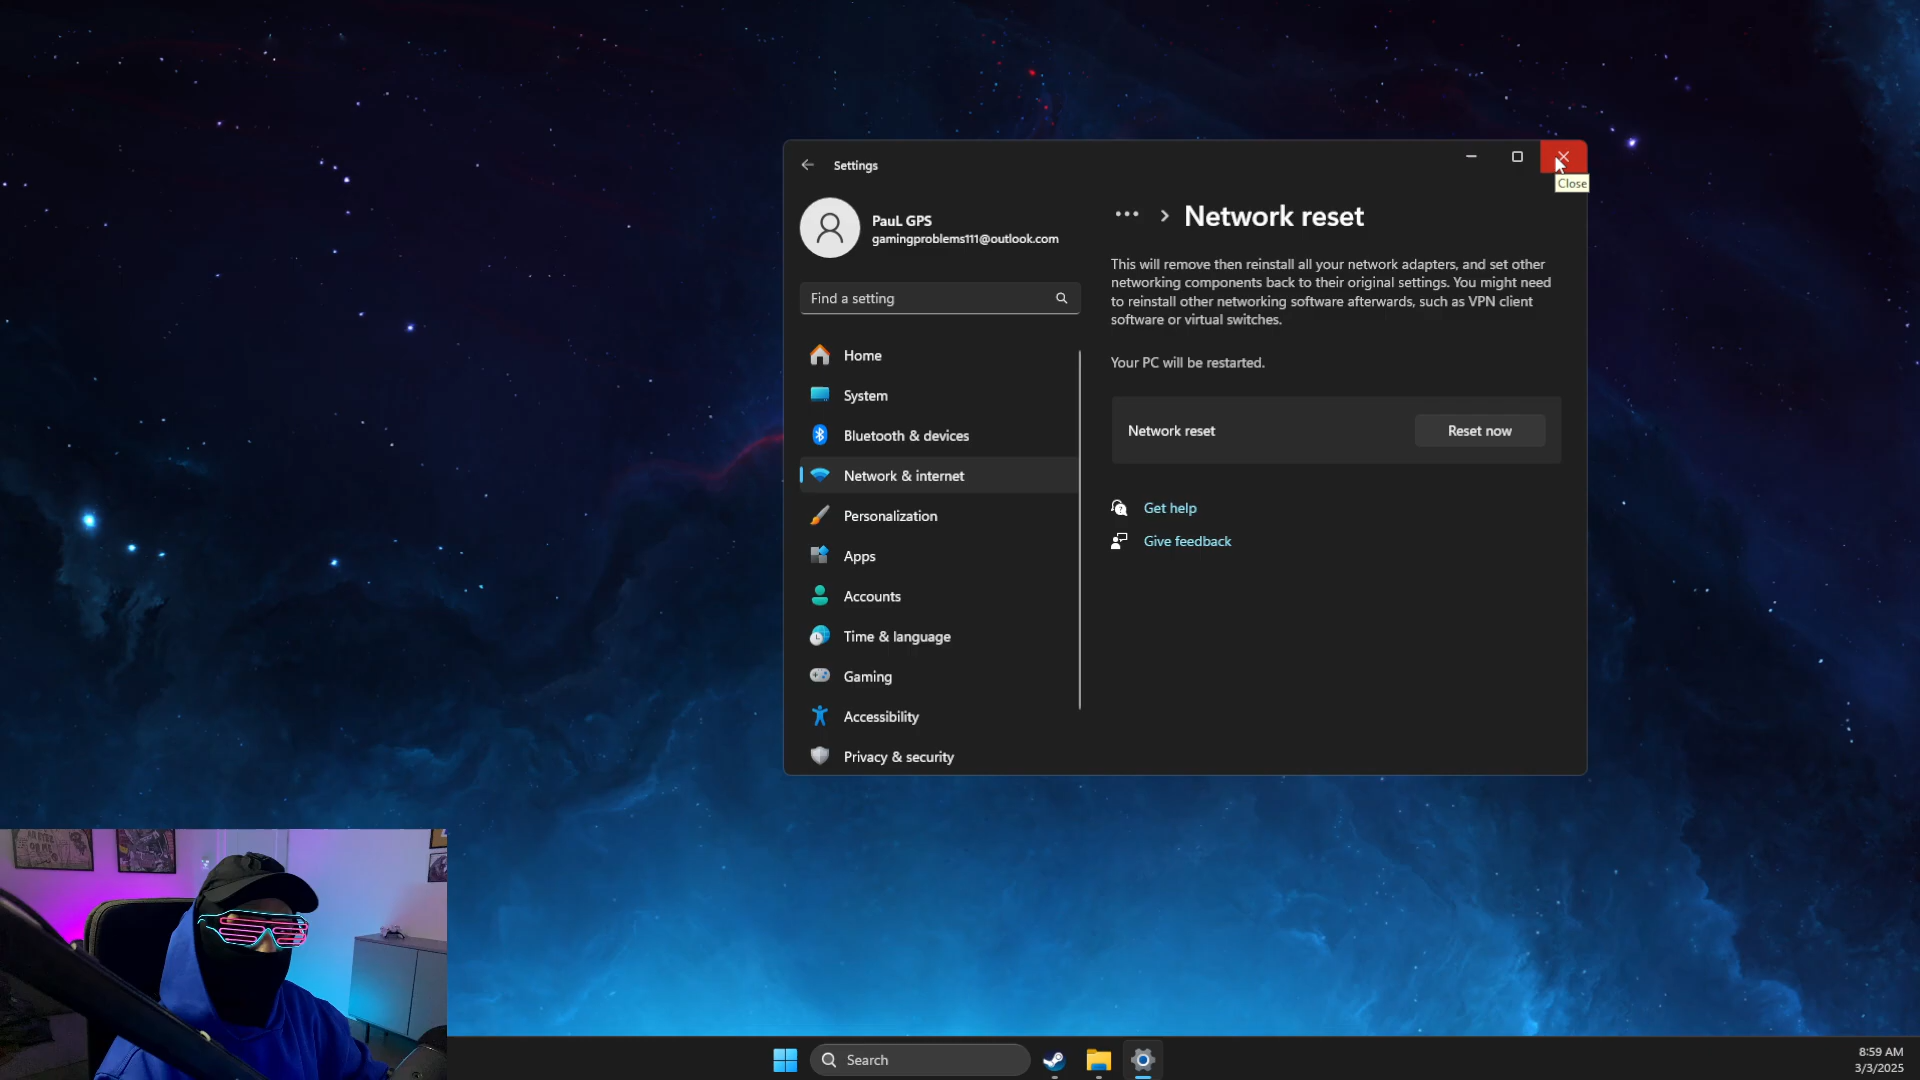 Settings
Close
PauL GPS
gamingproblems111@outlook.com
Find a setting
Home
System
Bluetooth & devices
Network & internet
Personalization
Apps
Accounts
Time & language
Gaming
Accessibility
Privacy & security
Network reset
This will remove then reinstall all your network adapters, and set other
networking components back to their original settings. You might need
to reinstall other networking software afterwards, such as VPN client
software or virtual switches.
Your PC will be restarted.
Network reset
Reset now
Get help
Give feedback
Search
8:59 AM
3/3/2025